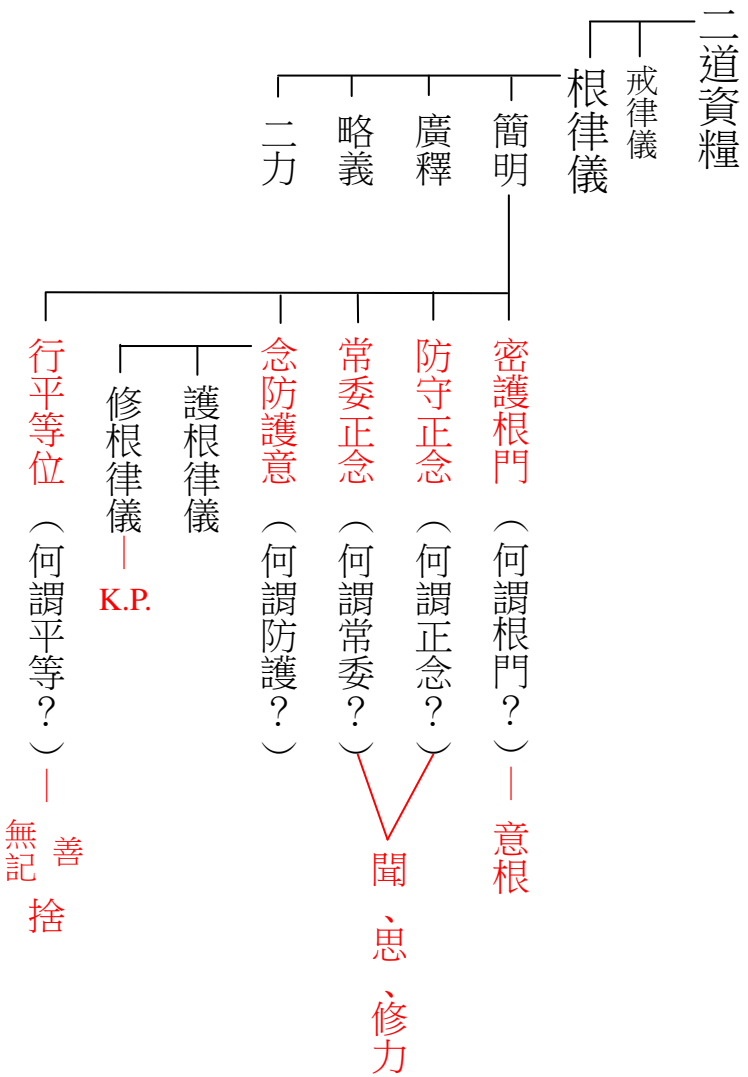 二道資糧
戒律儀
根律儀
簡明
廣釋
略義
二力
密護根門（何謂根門？）—意根
防守正念（何謂正念？）
常委正念（何謂常委？）
聞、思、修力
念防護意（何謂防護？）
護根律儀
修根律儀—K.P.
行平等位（何謂平等？）—
善
無記
捨